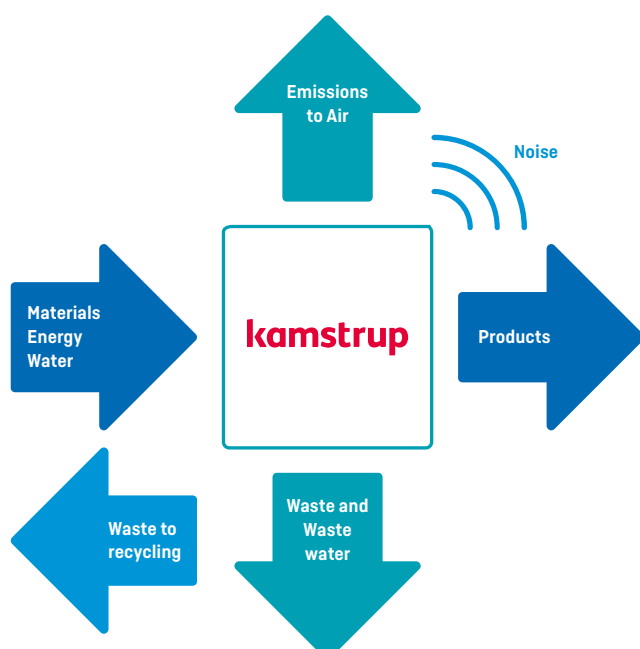 Emissions
to Air
Noise
Materials
Energy
Water
kamstrup
Products
Waste to
recycling
Waste and
Waste
water